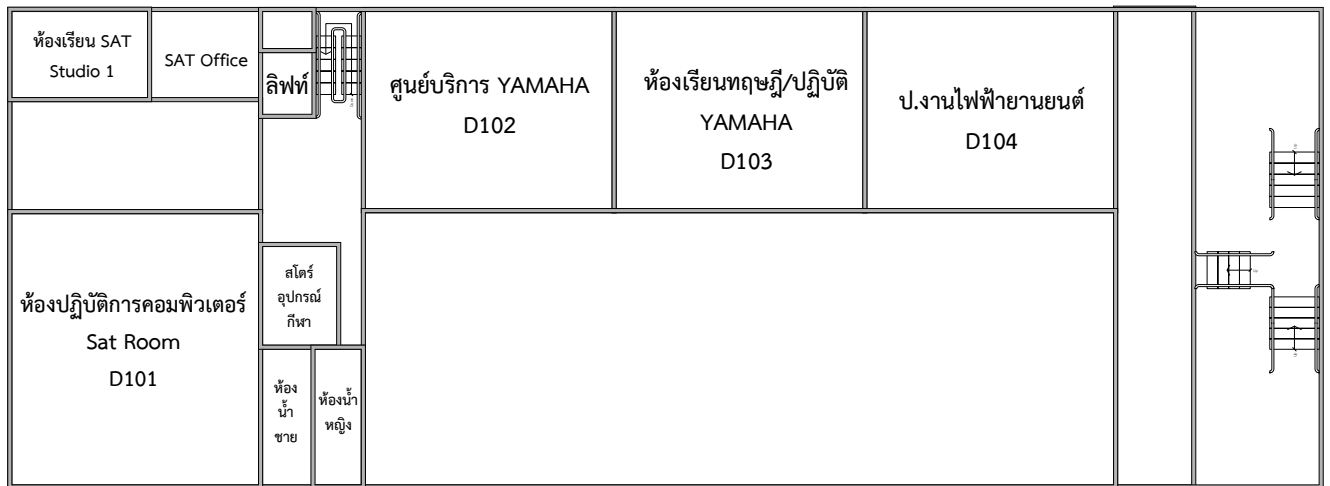 ห้องเรียน SAT
Studio 1
SAT Office
ลิฟท์
ศูนย์บริการ YAMAHA
D102
ห้องเรียนทฤษฎี/ปฏิบัติ
YAMAHA
D103
ป.งานไฟฟ้ายานยนต์
D104
ห้องปฏิบัติการคอมพิวเตอร์
Sat Room
D101
สโตร์
อุปกรณ์
กีฬา
ห้อง
น้ำ
ชาย
ห้องน้ำ
หญิง